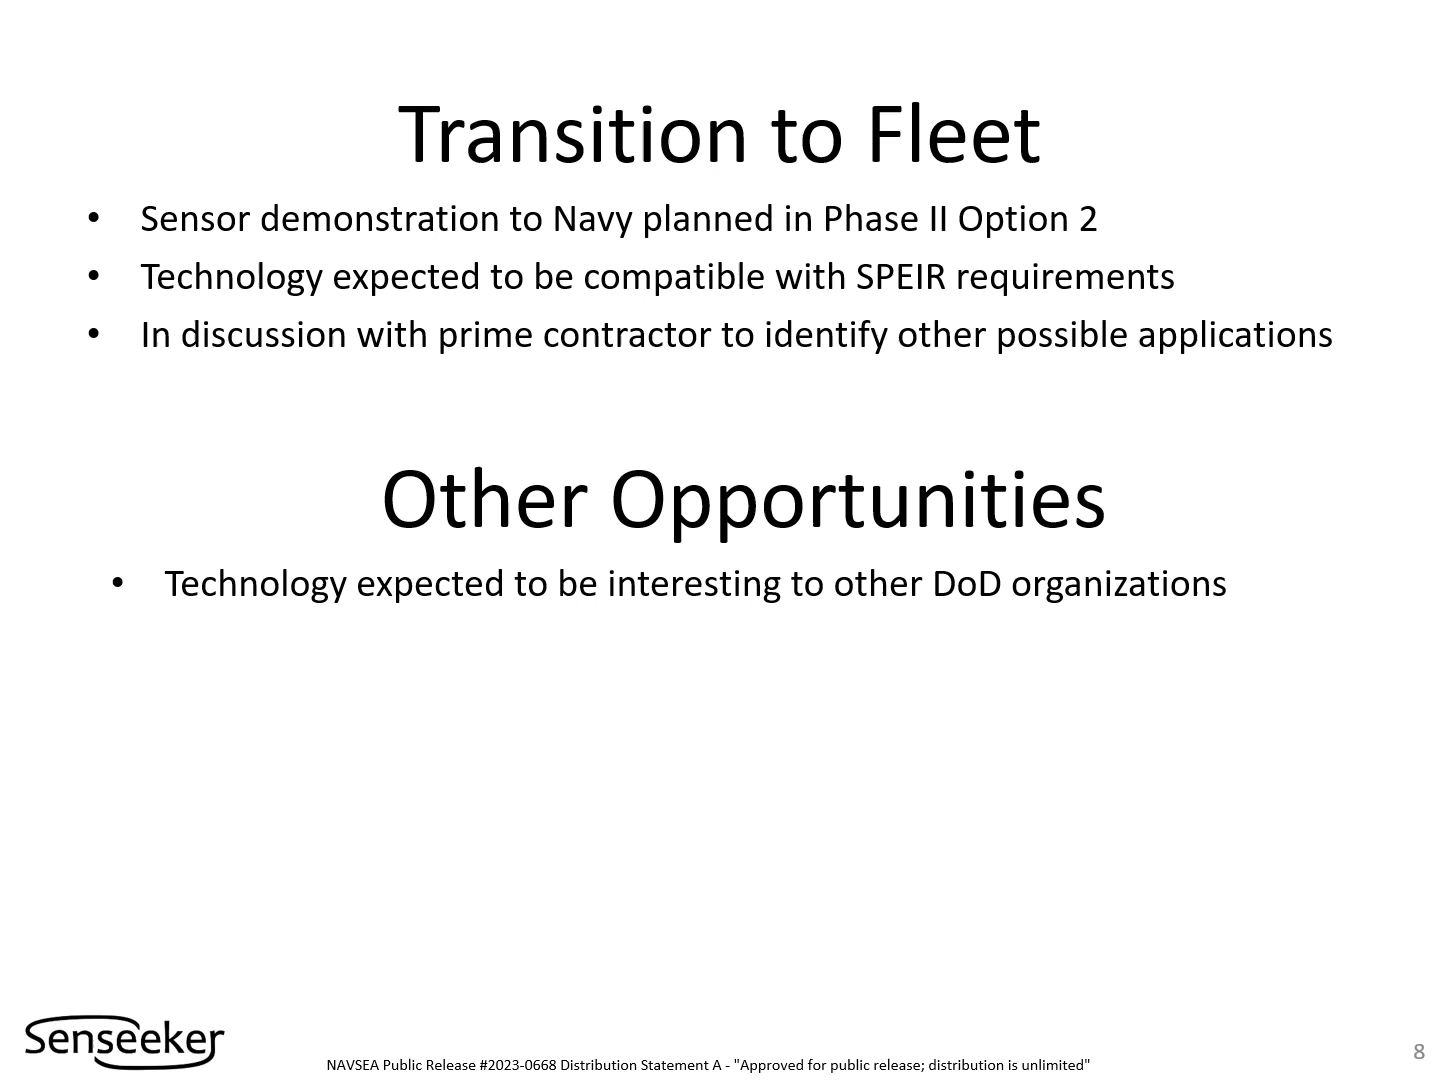 Transition to Fleet
• Sensor demonstration to Navy planned in Phase II Option 2
• Technology expected to be compatible with SPEIR requirements
• In discussion with prime contractor to identify other possible applications
Other Opportunities
• Technology expected to be interesting to other DoD organizations
Senseeker
NAVSEA Public Release #2023-0668 Distribution Statement A - "Approved for public release; distribution is unlimited"
8